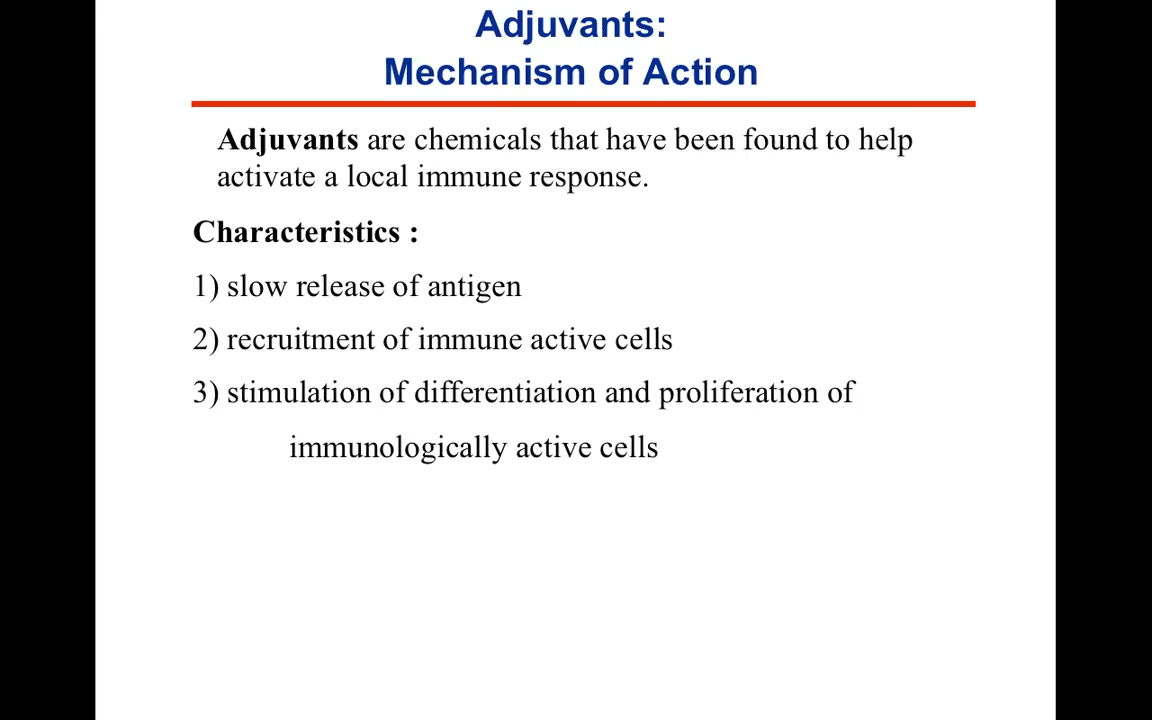 Adjuvants:
Mechanism of Action
Adjuvants are chemicals that have been found to help
activate a local immune response.
Characteristics :
1) slow release of antigen
2) recruitment of immune active cells
3) stimulation of differentiation and proliferation of
immunologically active cells